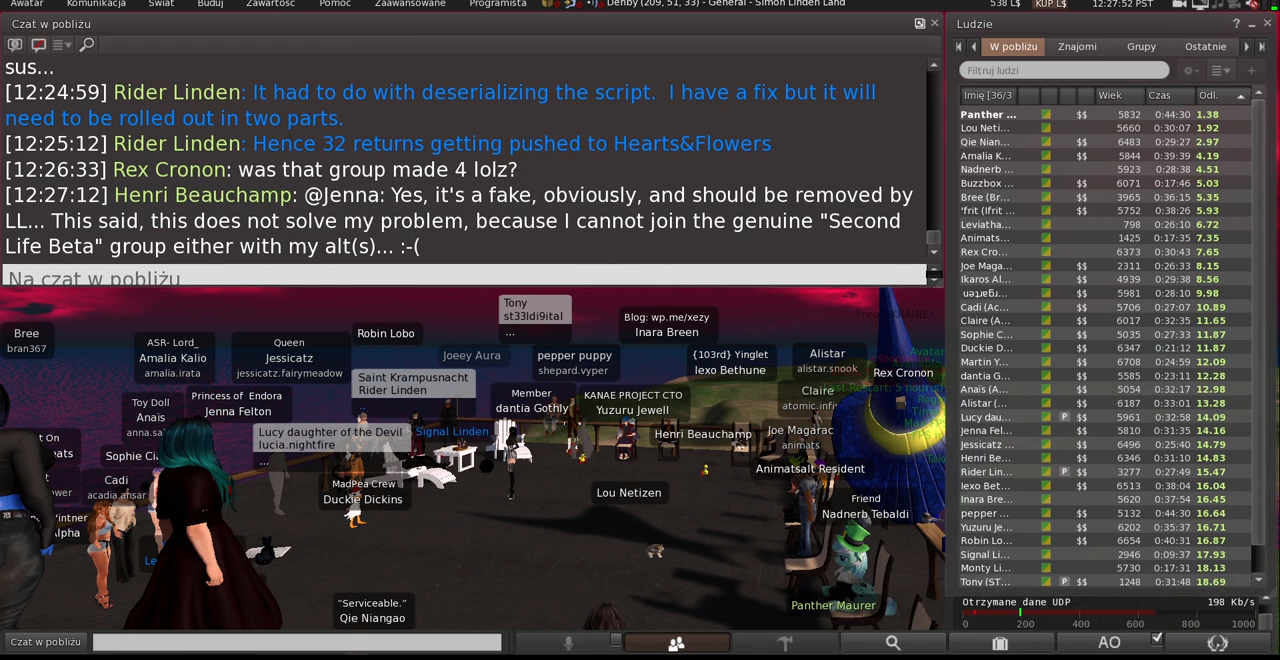 Awatar Komunikacja Świat Buduj Zawartość Pomoc Zaawansowane Programista Denby (209, 51, 33) - General - Simon Linden Land 538 L$ KUP L$ 12:27:52 PST
Czat w pobliżu
sus...
[12:24:59] Rider Linden: It had to do with deserializing the script. I have a fix but it will
need to be rolled out in two parts.
[12:25:12] Rider Linden: Hence 32 returns getting pushed to Hearts&Flowers
[12:26:33] Rex Cronon: was that group made 4 lolz?
[12:27:12] Henri Beauchamp: @Jenna: Yes, it's a fake, obviously, and should be removed by
LL... This said, this does not solve my problem, because I cannot join the genuine "Second
Life Beta" group either with my alt(s)... :-(
Na czat w pobliżu
Bree
bran367
ASR- Lord_
Amalia Kalio
amalia.irata
Queen
Jessicatz
jessicatz.fairymeadow
Robin Lobo
Tony
st33ldi9ital
...
Joeey Aura
pepper puppy
shepard.vyper
Blog: wp.me/xezy
Inara Breen
{103rd} Yinglet
Iexo Bethune
Alistar
alistar.snook
Rex Cronon
Saint Krampusnacht
Rider Linden
Toy Doll
Anaïs
Princess of Endora
Jenna Felton
Member
dantia Gothly
KANAE PROJECT CTO
Yuzuru Jewell
Claire
Lucy daughter of the Devil
lucia.nightfire
...
Signal Linden
Henri Beauchamp
Joe Magarac
animats
Animatsalt Resident
Cadi
acadia.ansar
MadPea Crew
Duckie Dickins
Lou Netizen
Friend
Nadnerb Tebaldi
Panther Maurer
"Serviceable."
Qie Niangao
Czat w pobliżu
Ludzie
W pobliżu Znajomi Grupy Ostatnie
Filtruj ludzi
Imię [36/3 Wiek Czas Odl.
Panther ... $$ 5832 0:44:30 1.38
Lou Neti... 5660 0:30:07 1.92
Qie Nian... $$ 6483 0:29:27 2.97
Amalia K... $$ 5844 0:39:39 4.19
Nadnerb ... 5923 0:28:38 4.51
Buzzbox ... $$ 6071 0:17:46 5.03
Bree (Br... $$ 3965 0:36:15 5.35
'frit (Ifrit ... $$ 5752 0:38:26 5.93
Leviatha... 798 0:26:10 6.72
Animats... 1425 0:17:35 7.35
Rex Cro... 6373 0:30:43 7.65
Joe Maga... $$ 2311 0:26:33 8.15
Ikaros Al... $$ 4939 0:29:38 8.56
$$ 5981 0:28:10 9.98
Cadi (Ac... $$ 5706 0:27:07 10.89
Claire (A... $$ 6017 0:32:35 11.65
Sophie C... $$ 5035 0:27:33 11.87
Duckie D... $$ 6347 0:21:12 11.87
Martin Y... $$ 6708 0:24:59 12.09
dantia G... $$ 5585 0:23:11 12.28
Anaïs (A... $$ 5054 0:32:17 12.98
Alistar (... $$ 6187 0:33:01 13.28
Lucy dau... P $$ 5961 0:32:58 14.09
Jenna Fel... $$ 5810 0:31:35 14.16
Jessicatz ... $$ 6496 0:25:40 14.79
Henri Be... $$ 6346 0:31:10 14.83
Rider Lin... P $$ 3277 0:27:49 15.47
Iexo Bet... $$ 6513 0:38:04 16.04
Inara Bre... 5620 0:37:54 16.45
pepper ... $$ 5132 0:44:30 16.64
Yuzuru Je... $$ 6202 0:35:37 16.71
Robin Lo... $$ 6654 0:40:31 16.87
Signal Li... 2946 0:09:37 17.93
Monty Li... 5730 0:17:31 18.13
Tony (ST... P $$ 1248 0:31:48 18.69
Otrzymane dane UDP 198 Kb/s
0 200 400 600 800 1000
AO